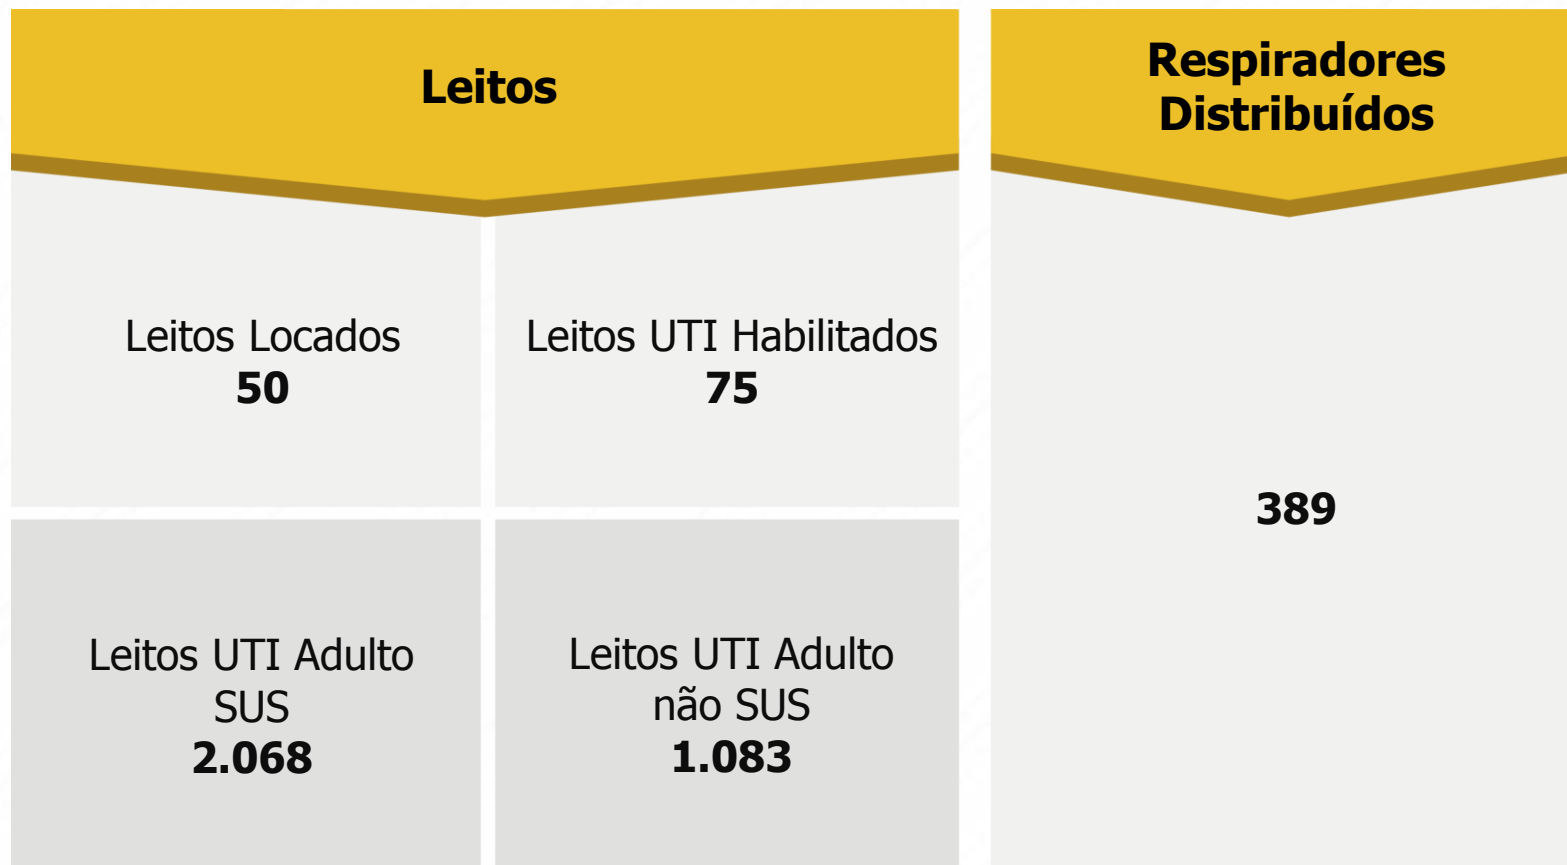 Leitos
Leitos Locados
50
Leitos UTI Habilitados
75
Leitos UTI Adulto
SUS
2.068
Leitos UTI Adulto
não SUS
1.083
Respiradores
Distribuídos
389